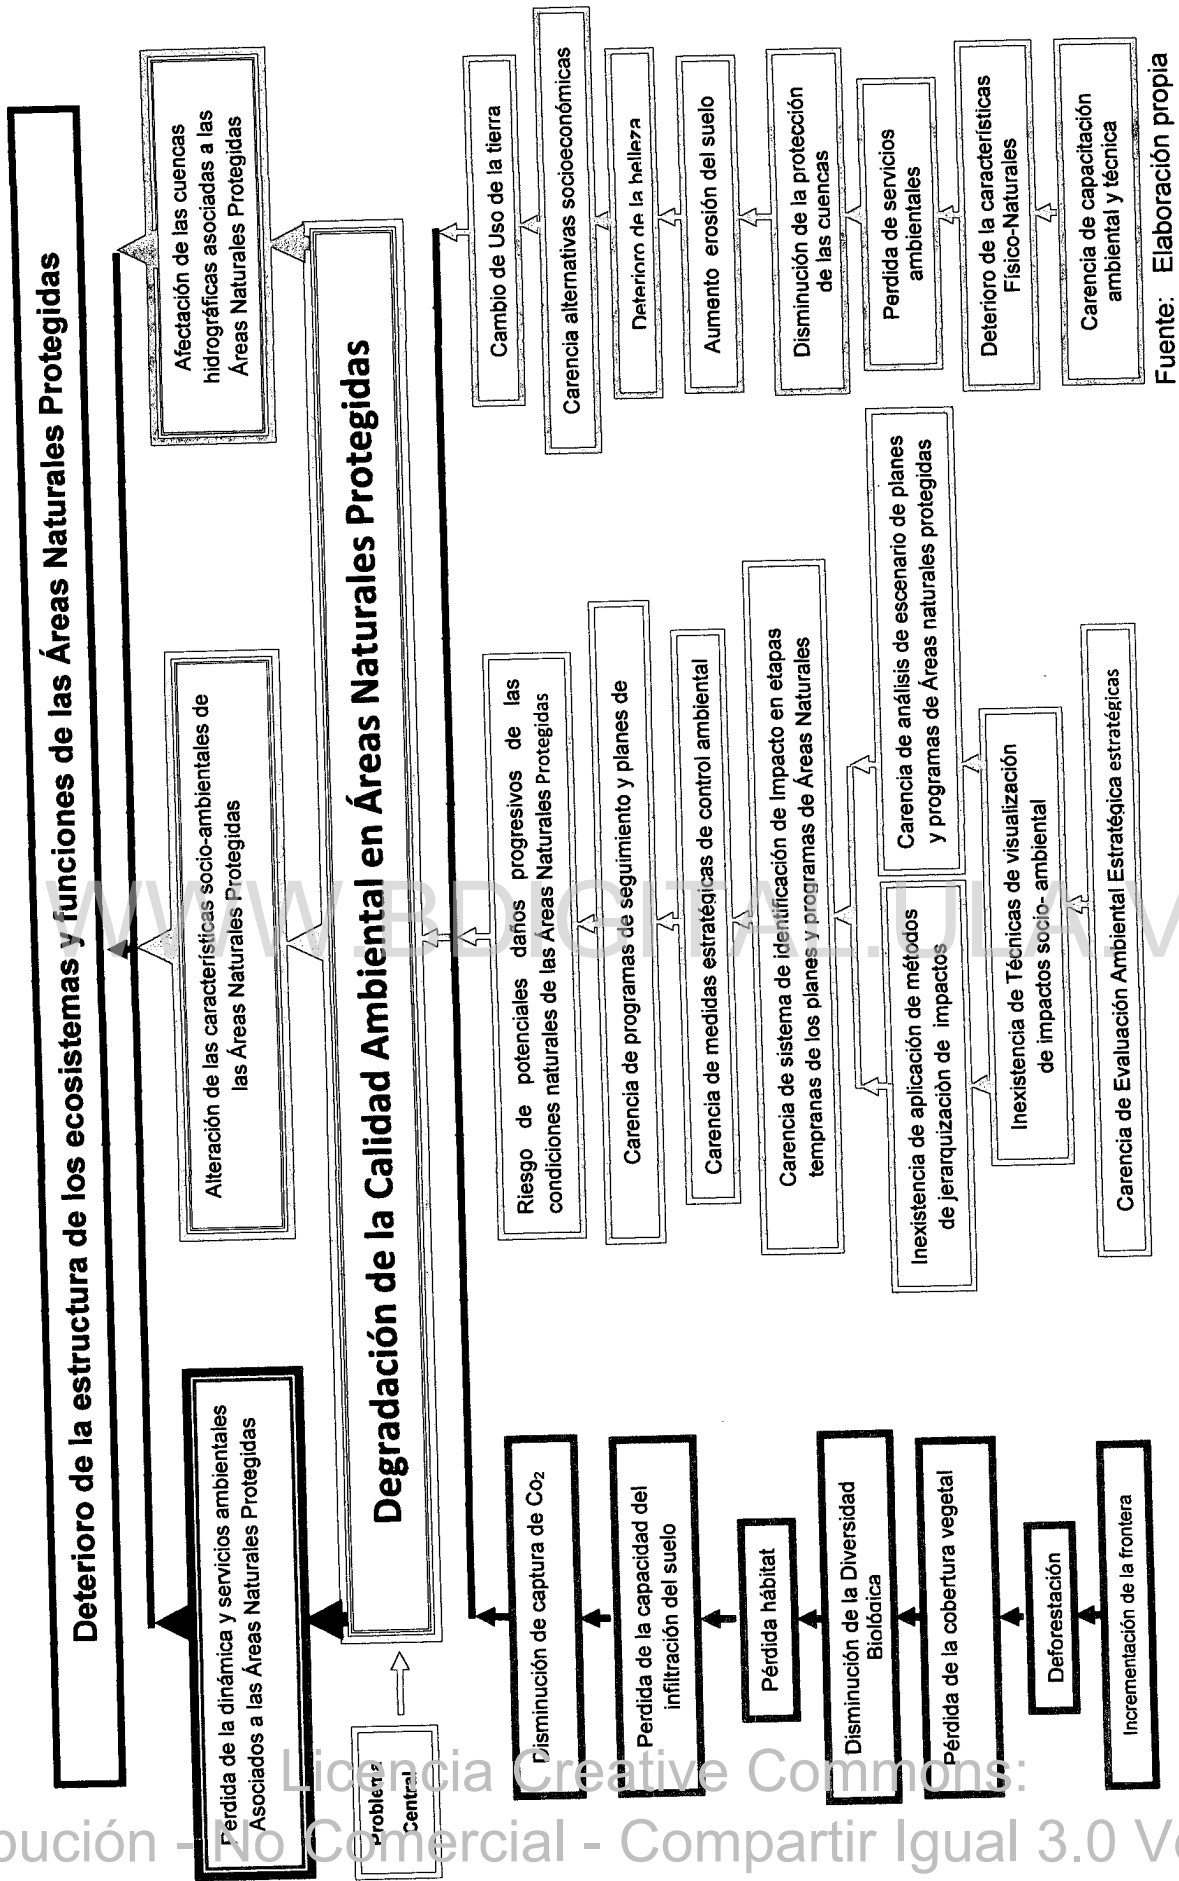 Deterioro de la estructura de los ecosistemas y funciones de las Áreas Naturales Protegidas
Perdida de la dinámica y servicios ambientales
Asociados a las Áreas Naturales Protegidas
Alteración de las características socio-ambientales de
las Áreas Naturales Protegidas
Afectación de las cuencas
hidrográficas asociadas a las
Áreas Naturales Protegidas
Problema
Central
Degradación de la Calidad Ambiental en Áreas Naturales Protegidas
Disminución de captura de Co₂
Perdida de la capacidad del
infiltración del suelo
Pérdida hábitat
Disminución de la Diversidad
Biológica
Pérdida de la cobertura vegetal
Deforestación
Incrementación de la frontera
Riesgo de potenciales daños progresivos de las
condiciones naturales de las Áreas Naturales Protegidas
Carencia de programas de seguimiento y planes de
Carencia de medidas estratégicas de control ambiental
Carencia de sistema de identificación de Impacto en etapas
tempranas de los planes y programas de Áreas Naturales
Inexistencia de aplicación de métodos
de jerarquización de impactos
Carencia de análisis de escenario de planes
y programas de Áreas naturales protegidas
Inexistencia de Técnicas de visualización
de impactos socio- ambiental
Carencia de Evaluación Ambiental Estratégica estratégicas
Cambio de Uso de la tierra
Carencia alternativas socioeconómicas
Deterioro de la belleza
Aumento erosión del suelo
Disminución de la protección
de las cuencas
Perdida de servicios
ambientales
Deterioro de la características
Físico-Naturales
Carencia de capacitación
ambiental y técnica
Fuente: Elaboración propia
WWW.BDIGITAL.ULA.V
Licencia Creative Commons:
bución - No Comercial - Compartir Igual 3.0 Ve